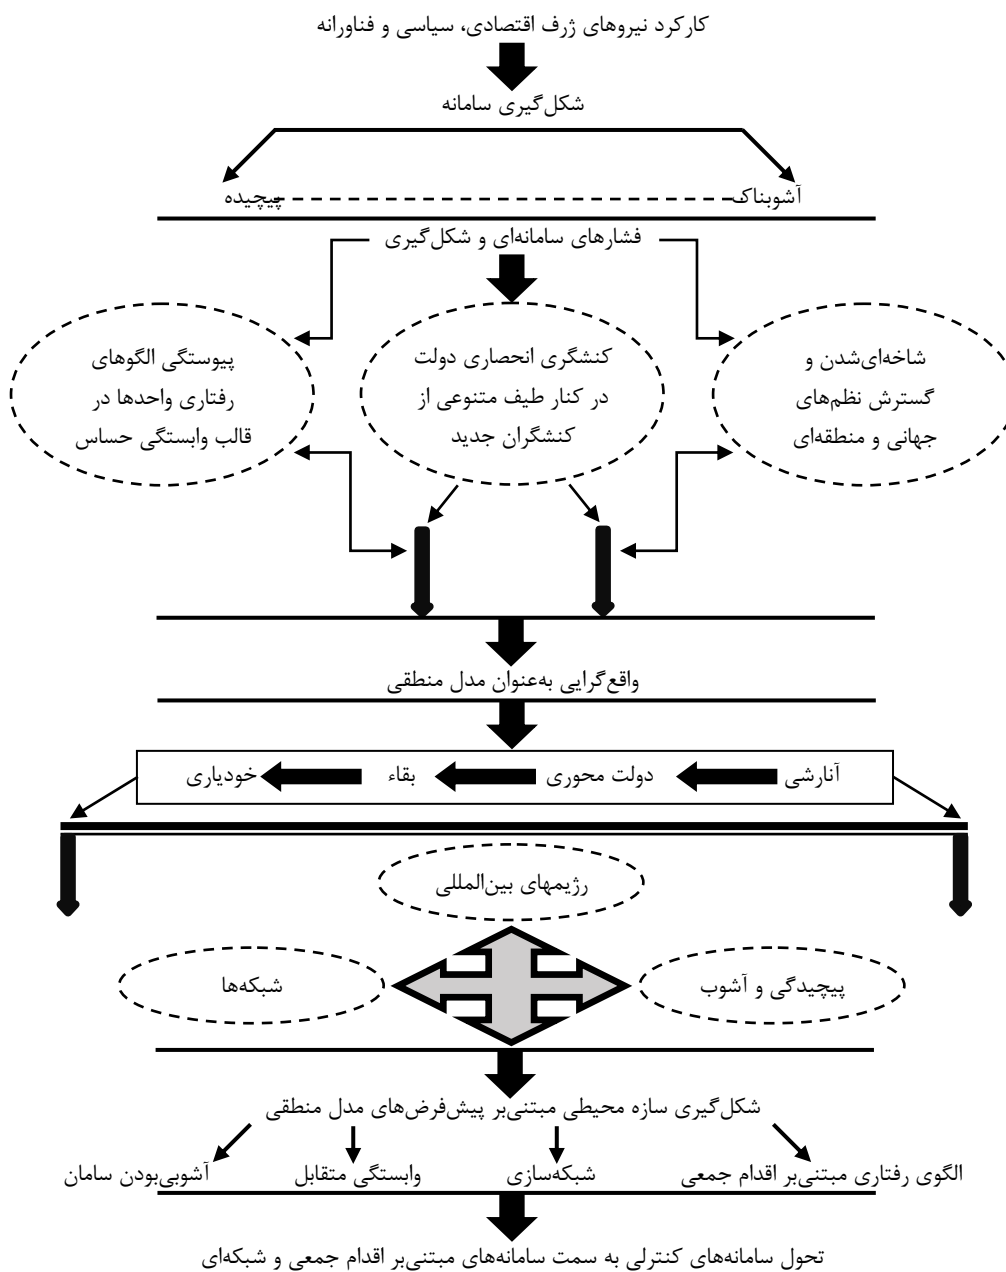 کارکرد نیروهای ژرف اقتصادی، سیاسی و فناورانه
شکل‌گیری سامانه
آشوبناک
پیچیده
فشارهای سامانه‌ای و شکل‌گیری
شاخه‌ای‌شدن و
گسترش نظم‌های
جهانی و منطقه‌ای
کنشگری انحصاری دولت
در کنار طیف متنوعی از
کنشگران جدید
پیوستگی الگوهای
رفتاری واحدها در
قالب وابستگی حساس
واقع‌گرایی به‌عنوان مدل منطقی
آنارشی
دولت محوری
بقاء
خودیاری
رژیمهای بین‌المللی
پیچیدگی و آشوب
شبکه‌ها
شکل‌گیری سازه محیطی مبتنی‌بر پیش‌فرض‌های مدل منطقی
الگوی رفتاری مبتنی‌بر اقدام جمعی
شبکه‌سازی
وابستگی متقابل
آشوبی‌بودن سامان
تحول سامانه‌های کنترلی به سمت سامانه‌های مبتنی‌بر اقدام جمعی و شبکه‌ای